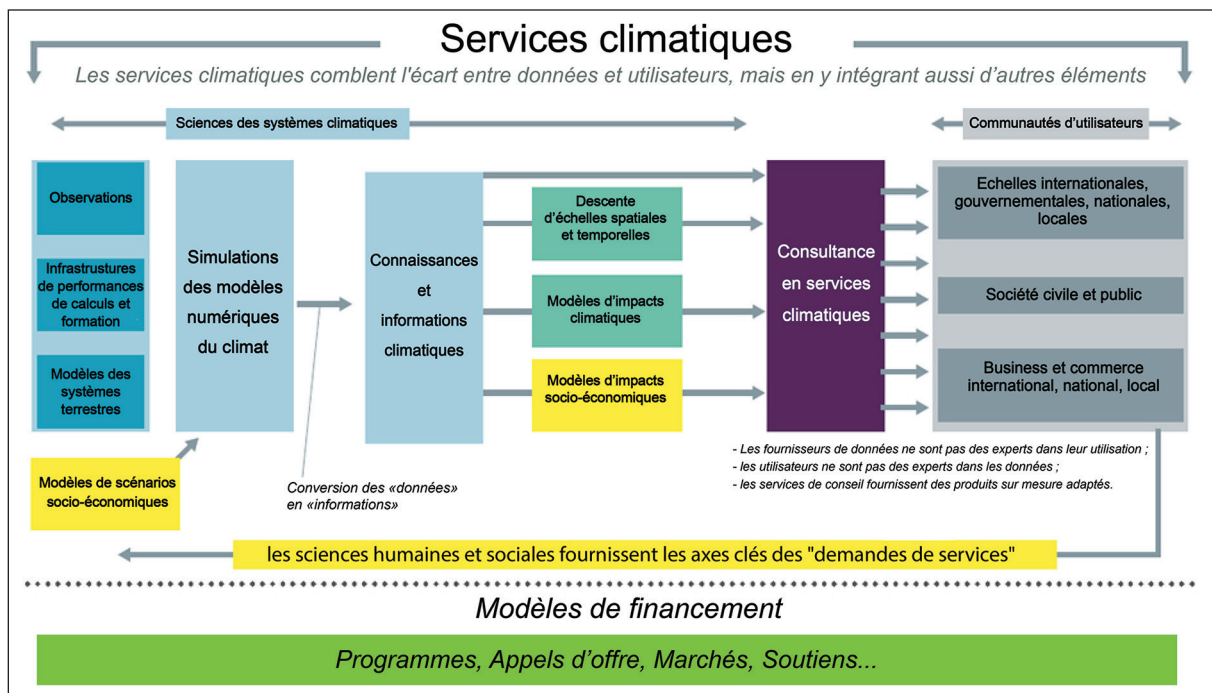 Services climatiques
Les services climatiques comblent l'écart entre données et utilisateurs, mais en y intégrant aussi d'autres éléments
Sciences des systèmes climatiques
Communautés d'utilisateurs
Observations
Infrastrustures
de performances
de calculs et
formation
Modèles des
systèmes
terrestres
Modèles de scénarios
socio-économiques
Simulations
des modèles
numériques
du climat
Conversion des «données»
en «informations»
Connaissances
et
informations
climatiques
Descente
d'échelles spatiales
et temporelles
Modèles d'impacts
climatiques
Modèles d'impacts
socio-économiques
Consultance
en services
climatiques
Echelles internationales,
gouvernementales, nationales,
locales
Société civile et public
Business et commerce
international, national, local
- Les fournisseurs de données ne sont pas des experts dans leur utilisation ;
- les utilisateurs ne sont pas des experts dans les données ;
- les services de conseil fournissent des produits sur mesure adaptés.
les sciences humaines et sociales fournissent les axes clés des "demandes de services"
Modèles de financement
Programmes, Appels d'offre, Marchés, Soutiens...